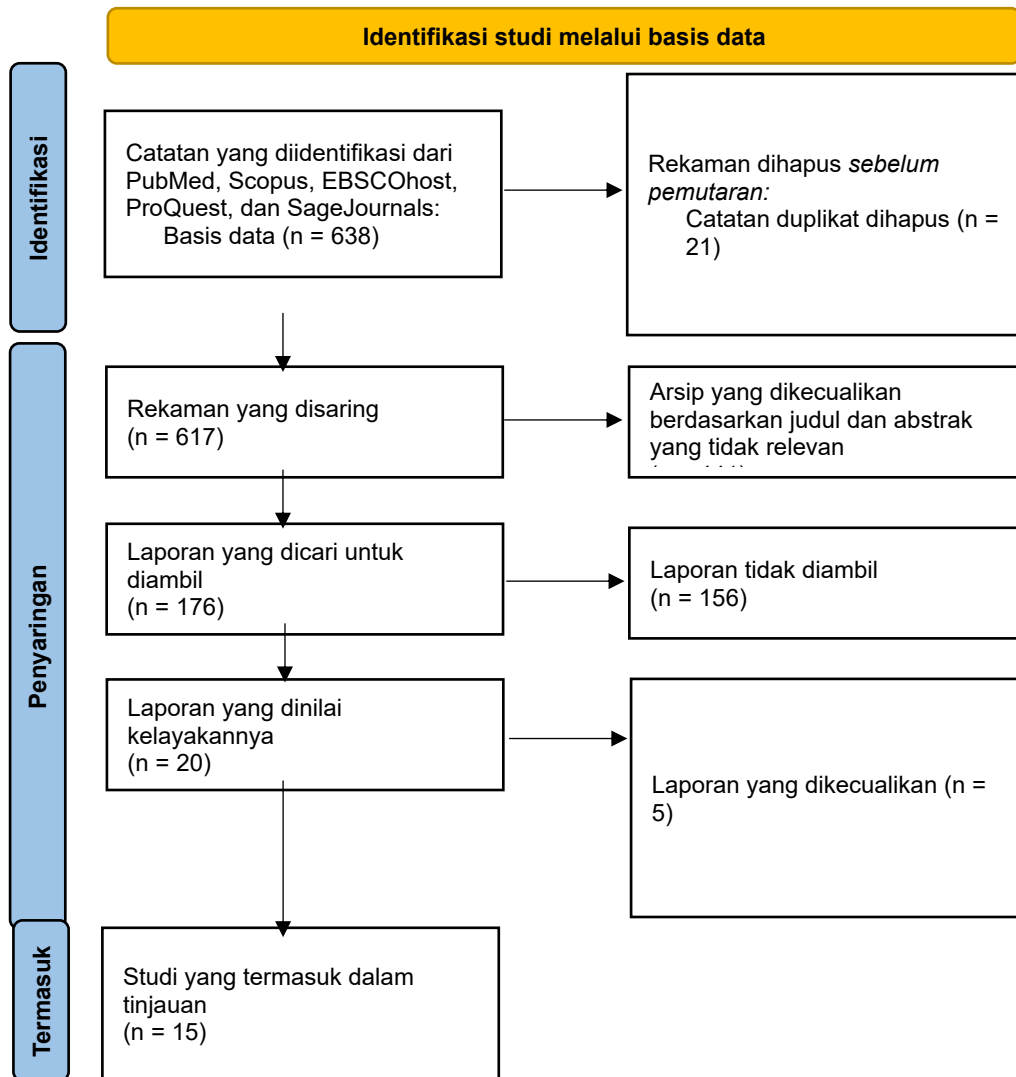 Identifikasi studi melalui basis data
Identifikasi
Catatan yang diidentifikasi dari
PubMed, Scopus, EBSCOhost,
ProQuest, dan SageJournals:
Basis data (n = 638)
Rekaman dihapus sebelum
pemutaran:
Catatan duplikat dihapus (n =
21)
Penyaringan
Rekaman yang disaring
(n = 617)
Arsip yang dikecualikan
berdasarkan judul dan abstrak
yang tidak relevan
Laporan yang dicari untuk
diambil
(n = 176)
Laporan tidak diambil
(n = 156)
Laporan yang dinilai
kelayakannya
(n = 20)
Laporan yang dikecualikan (n =
5)
Termasuk
Studi yang termasuk dalam
tinjauan
(n = 15)